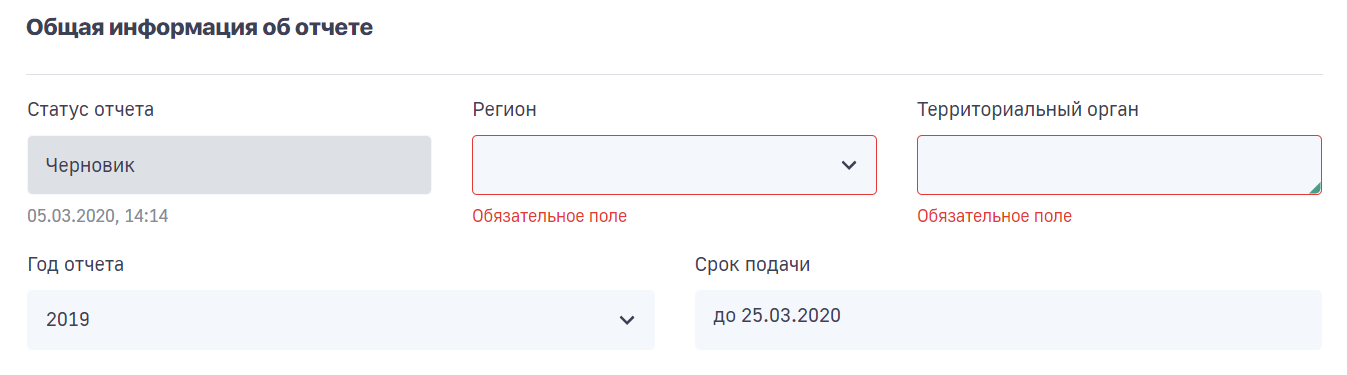 Общая информация об отчете
Статус отчета
Регион
Территориальный орган
Черновик
05.03.2020, 14:14
Обязательное поле
Обязательное поле
Год отчета
Срок подачи
2019
до 25.03.2020